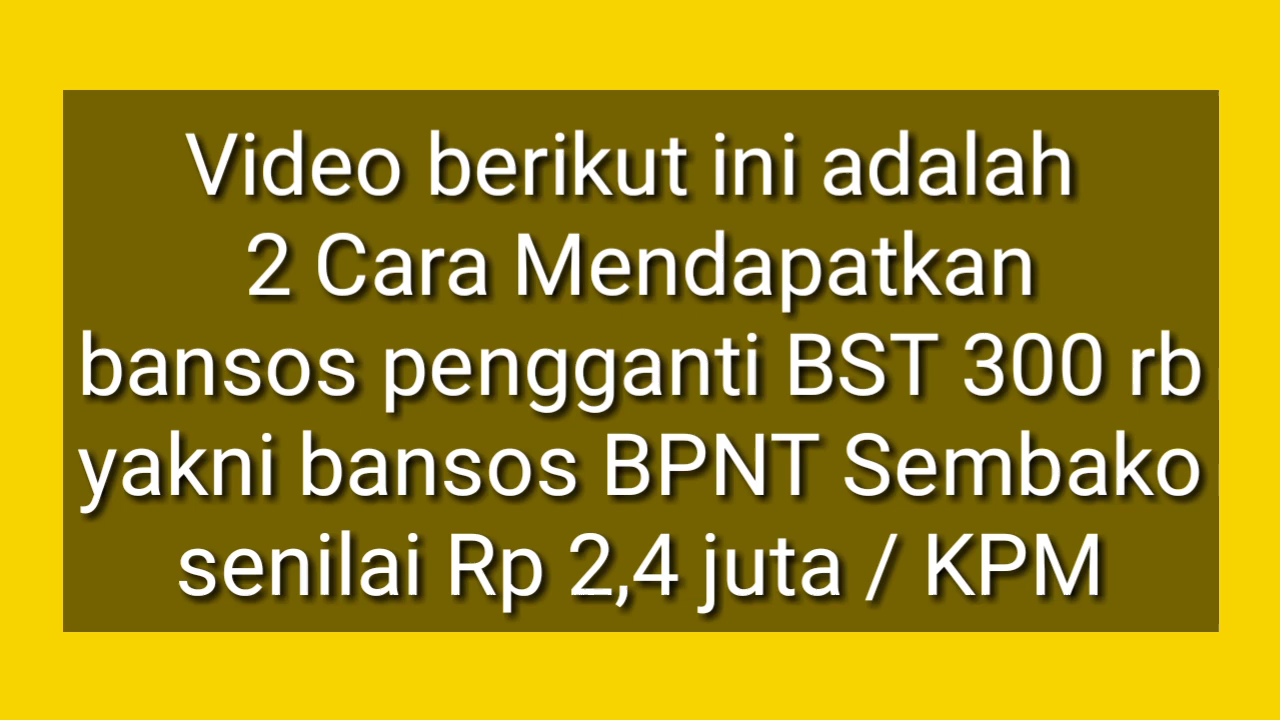 Video berikut ini adalah
2 Cara Mendapatkan
bansos pengganti BST 300 rb
yakni bansos BPNT Sembako
senilai Rp 2,4 juta / KPM